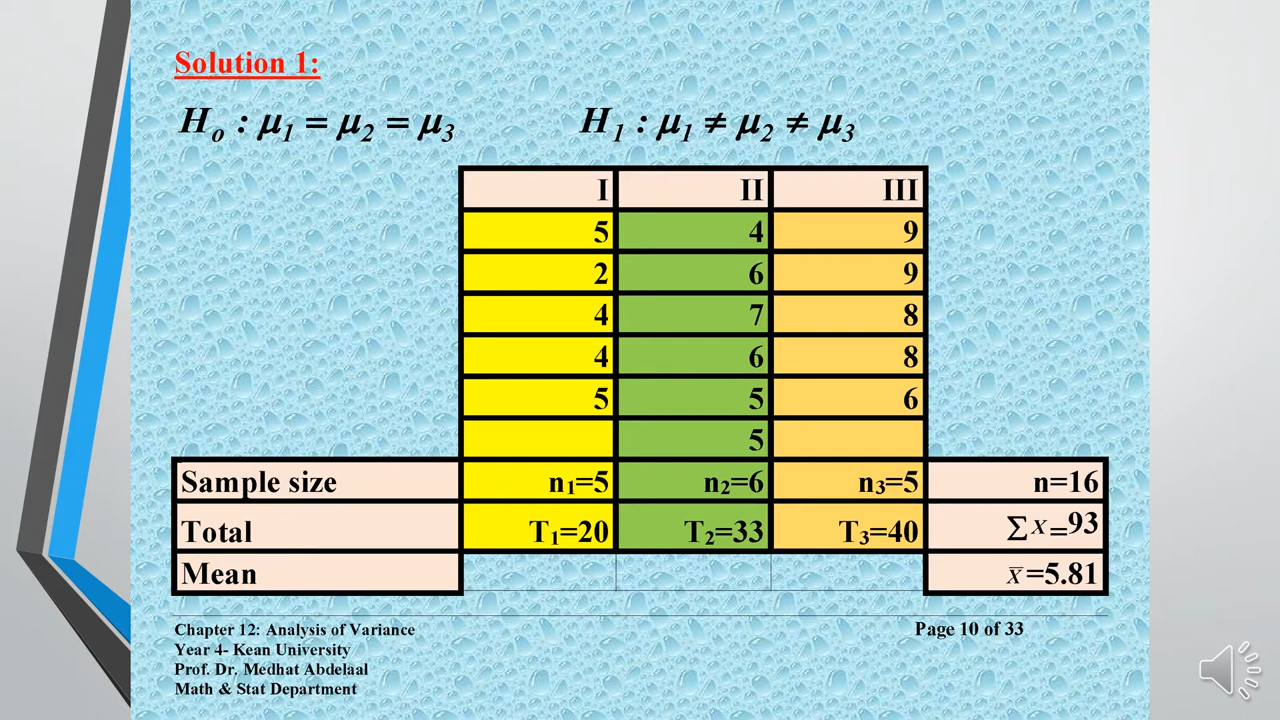 Solution 1:
Ho : μ1 = μ2 = μ3 H1 : μ1 ≠ μ2 ≠ μ3
I II III
5 4 9
2 6 9
4 7 8
4 6 8
5 5 6
5
Sample size n1=5 n2=6 n3=5 n=16
Total T1=20 T2=33 T3=40 Σx=93
Mean x̅=5.81
Chapter 12: Analysis of Variance Page 10 of 33
Year 4- Kean University
Prof. Dr. Medhat Abdelaal
Math & Stat Department